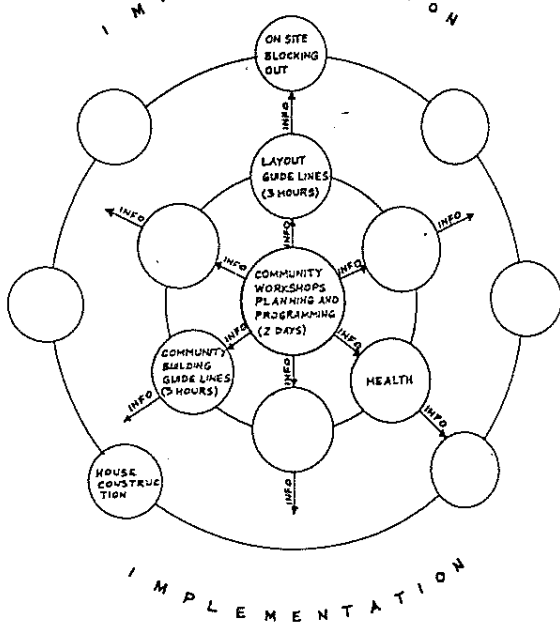 I M
O N
ON SITE
BLOCKING
OUT
INFO
LAYOUT
GUIDE LINES
(3 HOURS)
INFO
INFO
INFO
INFO
INFO
COMMUNITY
WORKSHOPS
PLANNING AND
PROGRAMMING
(2 DAYS)
INFO
INFO
INFO
COMMUNITY
BUILDING
GUIDE LINES
(3 HOURS)
HEALTH
INFO
INFO
INFO
HOUSE
CONSTRUC
TION
INFO
IMPLEMENTATION